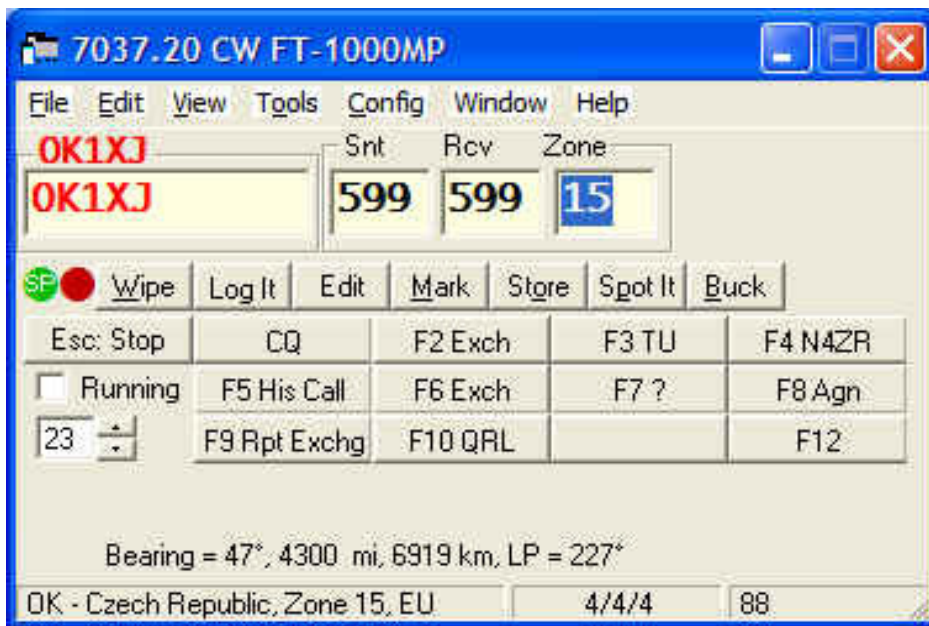 7037.20 CW FT-1000MP
File Edit View Tools Config Window Help
OK1XJ Snt Rcv Zone
OK1XJ 599 599 15
SP Wipe Log It Edit Mark Store Spot It Buck
Esc: Stop CQ F2 Exch F3 TU F4 N4ZR
Running F5 His Call F6 Exch F7 ? F8 Agn
23 F9 Rpt Exchg F10 QRL F12
Bearing = 47°, 4300 mi, 6919 km, LP = 227°
OK - Czech Republic, Zone 15, EU 4/4/4 88